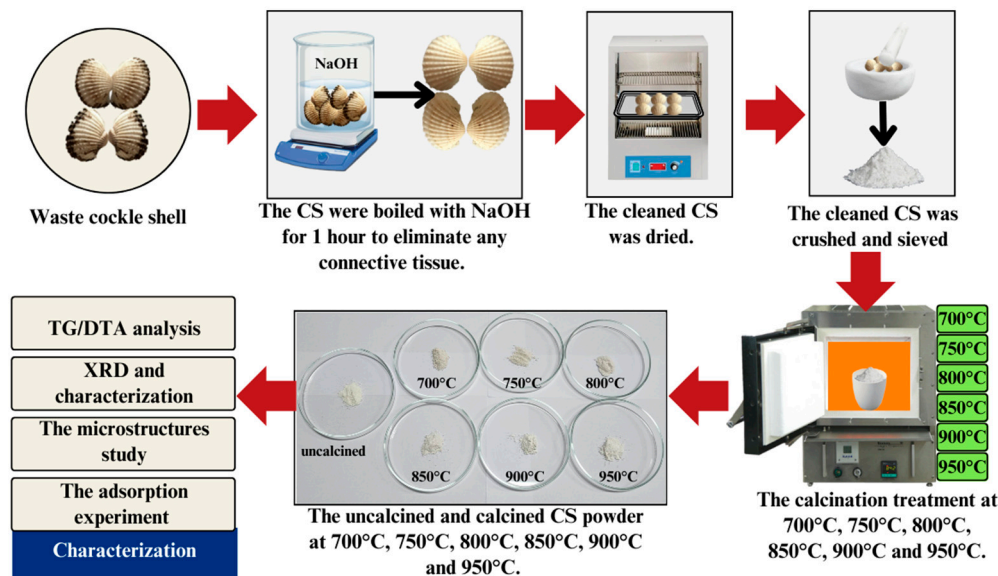 NaOH
Waste cockle shell
The CS were boiled with NaOH
for 1 hour to eliminate any
connective tissue.
The cleaned CS
was dried.
The cleaned CS was
crushed and sieved
700°C
750°C
800°C
850°C
900°C
950°C
The calcination treatment at
700°C, 750°C, 800°C,
850°C, 900°C and 950°C.
700°C
750°C
800°C
uncalcined
850°C
900°C
950°C
The uncalcined and calcined CS powder
at 700°C, 750°C, 800°C, 850°C, 900°C
and 950°C.
TG/DTA analysis
XRD and
characterization
The microstructures
study
The adsorption
experiment
Characterization